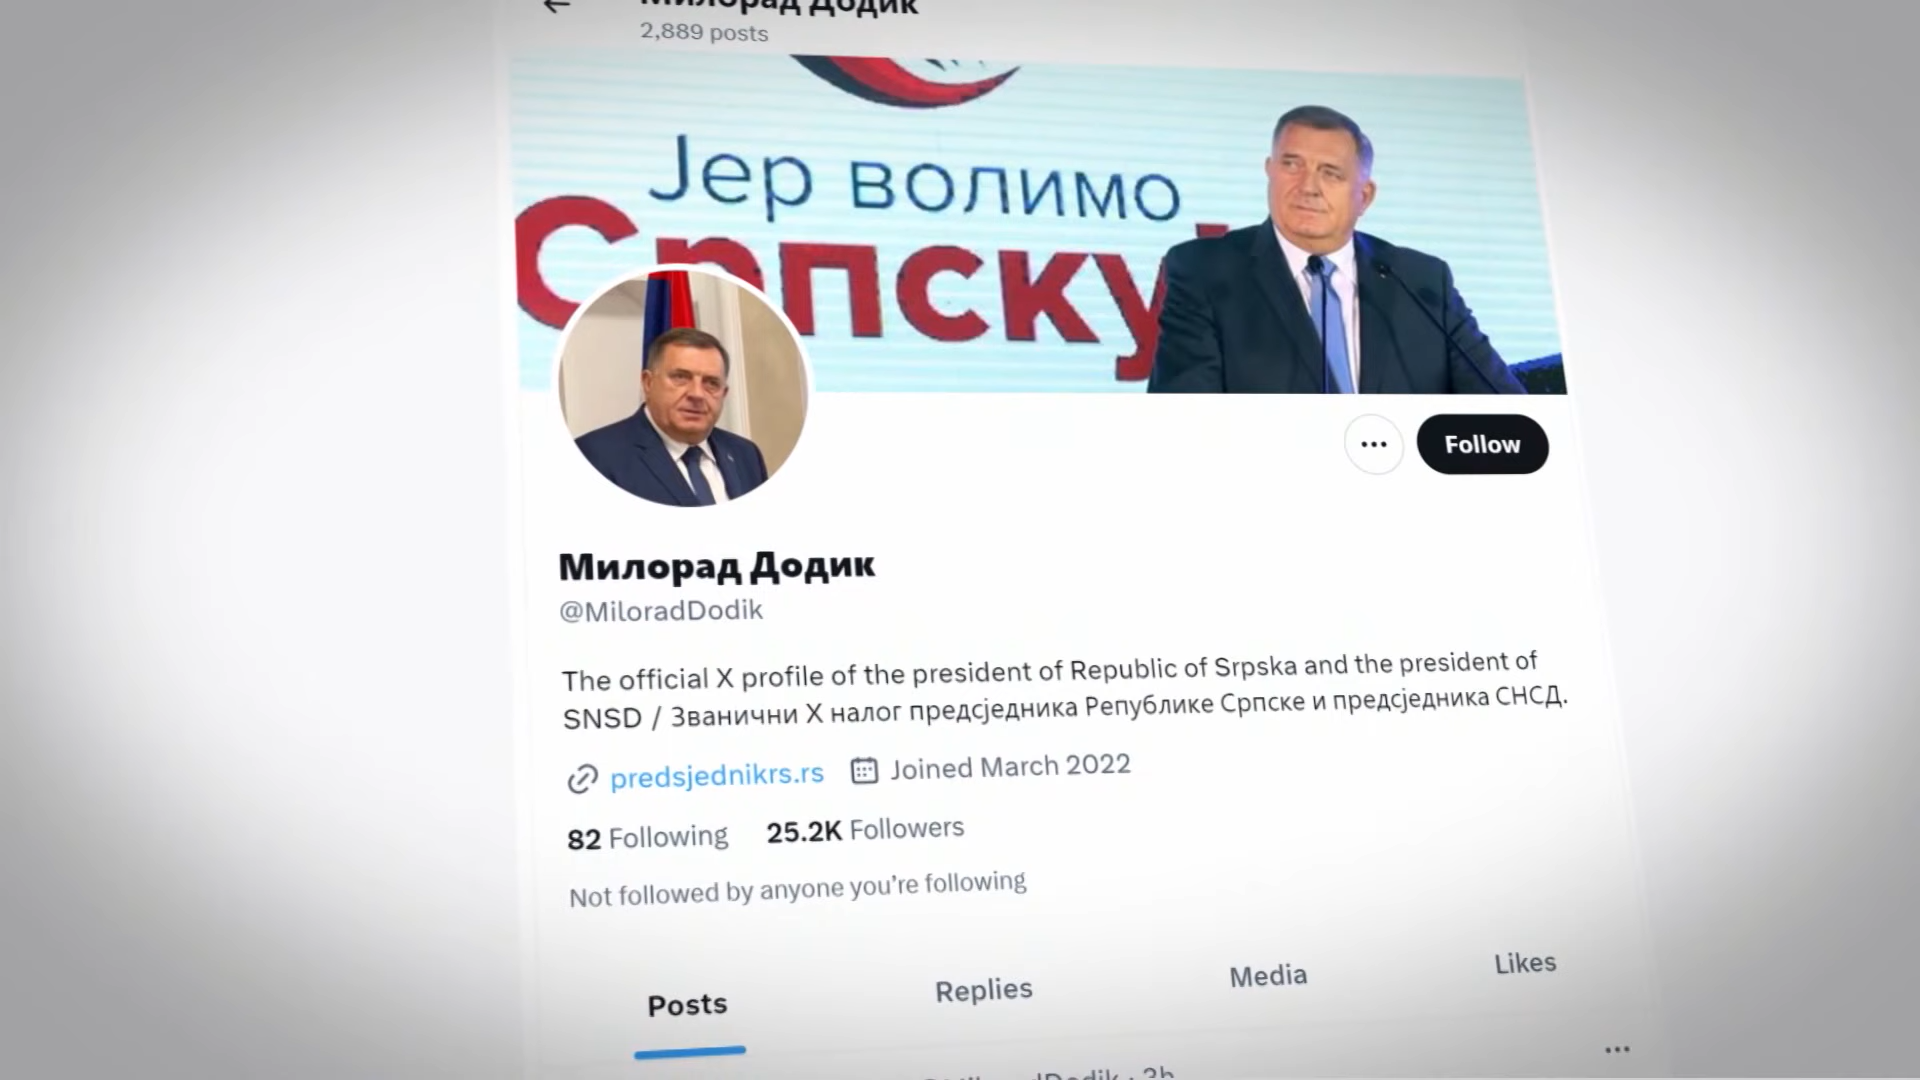 Милорад Додик
2,889 posts
Јер волимо
Српску
Follow
Милорад Додик
@MiloradDodik
The official X profile of the president of Republic of Srpska and the president of
SNSD / Званични X налог предсједника Републике Српске и предсједника СНСД.
predsjednikrs.rs Joined March 2022
82 Following 25.2K Followers
Not followed by anyone you're following
Posts Replies Media Likes